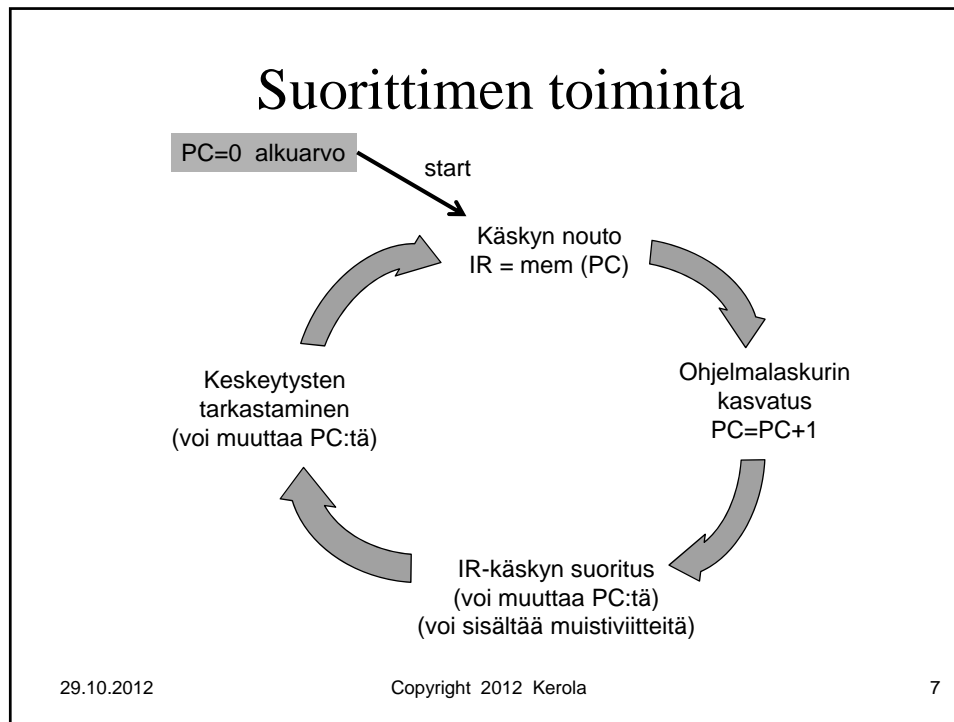 Suorittimen toiminta
PC=0 alkuarvo
start
Käskyn nouto
IR = mem (PC)
Ohjelmalaskurin
kasvatus
PC=PC+1
IR-käskyn suoritus
(voi muuttaa PC:tä)
(voi sisältää muistiviitteitä)
Keskeytysten
tarkastaminen
(voi muuttaa PC:tä)
29.10.2012
Copyright 2012 Kerola
7